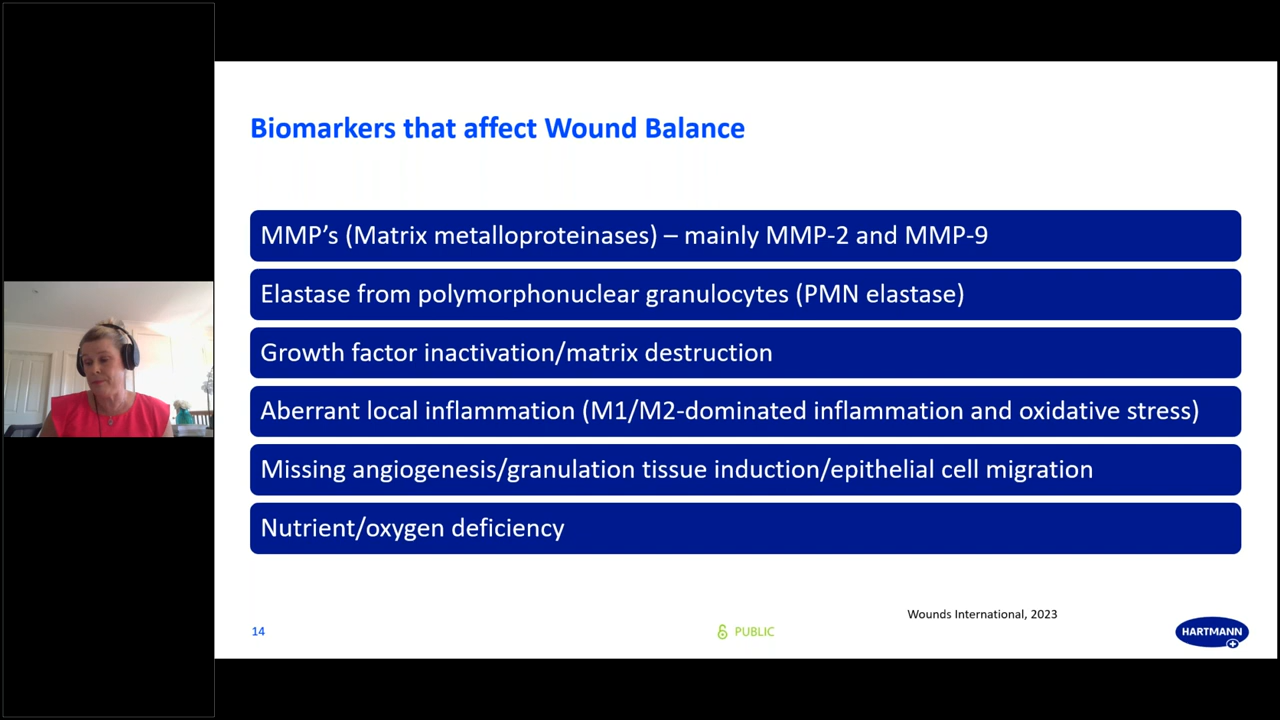 Biomarkers that affect Wound Balance
MMP’s (Matrix metalloproteinases) – mainly MMP-2 and MMP-9
Elastase from polymorphonuclear granulocytes (PMN elastase)
Growth factor inactivation/matrix destruction
Aberrant local inflammation (M1/M2-dominated inflammation and oxidative stress)
Missing angiogenesis/granulation tissue induction/epithelial cell migration
Nutrient/oxygen deficiency
Wounds International, 2023
14
PUBLIC
HARTMANN